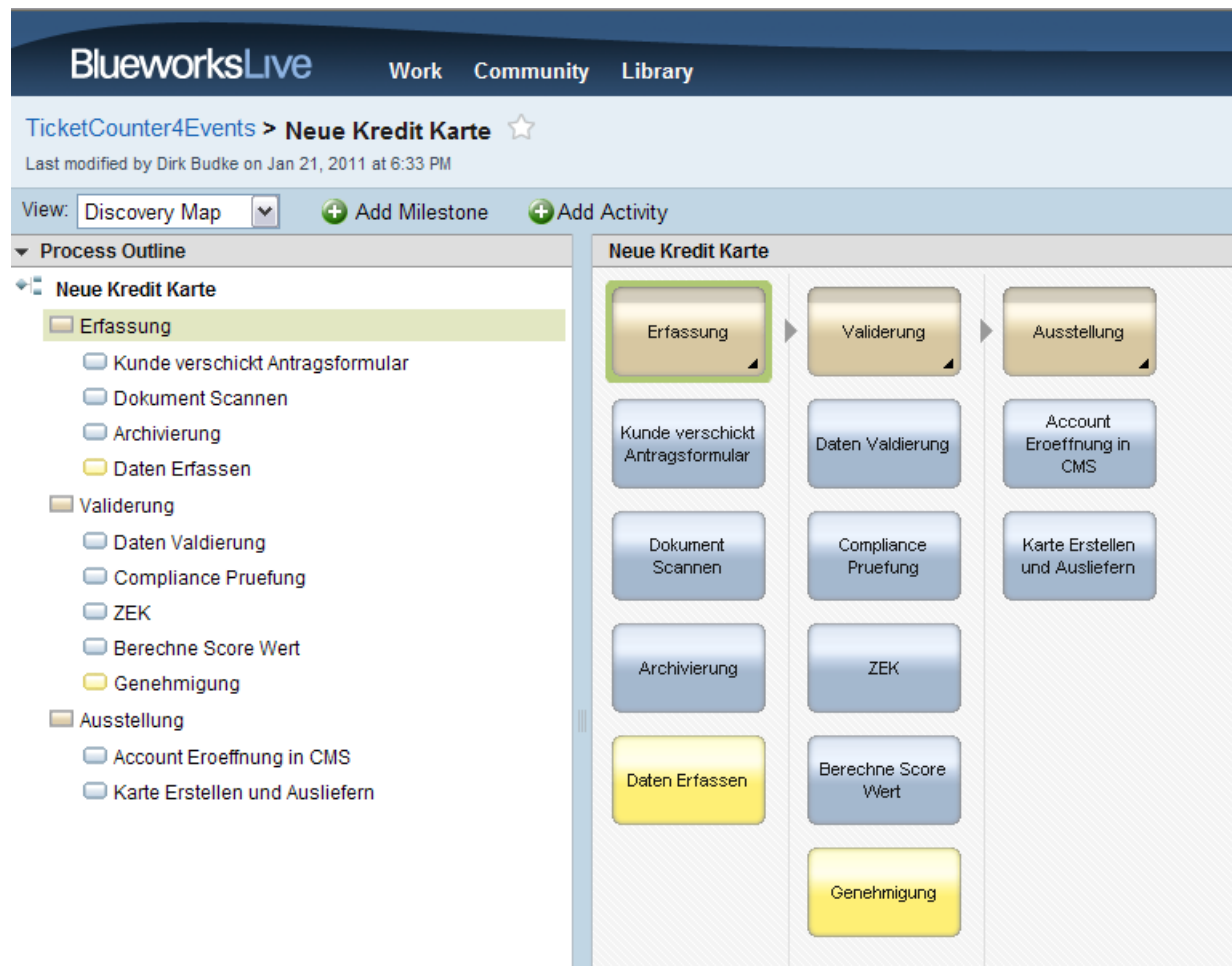 BlueworksLive Work Community Library
TicketCounter4Events > Neue Kredit Karte
Last modified by Dirk Budke on Jan 21, 2011 at 6:33 PM
View: Discovery Map Add Milestone Add Activity
Process Outline
Neue Kredit Karte
Erfassung
Kunde verschickt Antragsformular
Dokument Scannen
Archivierung
Daten Erfassen
Validerung
Daten Valdierung
Compliance Pruefung
ZEK
Berechne Score Wert
Genehmigung
Ausstellung
Account Eroeffnung in CMS
Karte Erstellen und Ausliefern
Neue Kredit Karte
Erfassung
Validerung
Ausstellung
Kunde verschickt
Antragsformular
Daten Valdierung
Account
Eroeffnung in
CMS
Dokument
Scannen
Compliance
Pruefung
Karte Erstellen
und Ausliefern
Archivierung
ZEK
Daten Erfassen
Berechne Score
Wert
Genehmigung